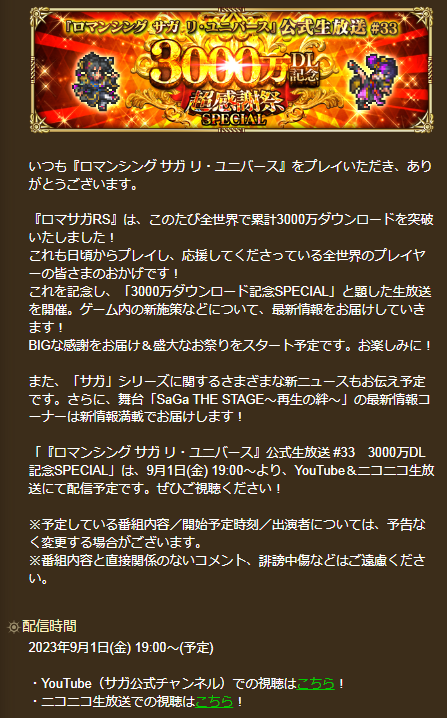 『ロマンシング サガ リ・ユニバース』公式生放送 #33
3000万DL記念
超感謝祭
SPECIAL
いつも『ロマンシング サガ リ・ユニバース』をプレイいただき、あり
がとうございます。
『ロマサガRS』は、このたび全世界で累計3000万ダウンロードを突破
いたしました！
これも日頃からプレイし、応援してくださっている全世界のプレイヤ
ーの皆さまのおかげです！
これを記念し、「3000万ダウンロード記念SPECIAL」と題した生放送
を開催。ゲーム内の新施策などについて、最新情報をお届けしていき
ます！
BIGな感謝をお届け＆盛大なお祭りをスタート予定です。お楽しみに！
また、「サガ」シリーズに関するさまざまな新ニュースもお伝え予定
です。さらに、舞台「SaGa THE STAGE～再生の絆～」の最新情報コ
ーナーは新情報満載でお届けします！
「『ロマンシング サガ リ・ユニバース』公式生放送 #33　3000万DL
記念SPECIAL」は、9月1日(金) 19:00～より、YouTube＆ニコニコ生放
送にて配信予定です。ぜひご視聴ください！
※予定している番組内容／開始予定時刻／出演者については、予告な
く変更する場合がございます。
※番組内容と直接関係のないコメント、誹謗中傷などはご遠慮くださ
い。
配信時間
2023年9月1日(金) 19:00～(予定)
・YouTube（サガ公式チャンネル）での視聴はこちら！
・ニコニコ生放送での視聴はこちら！